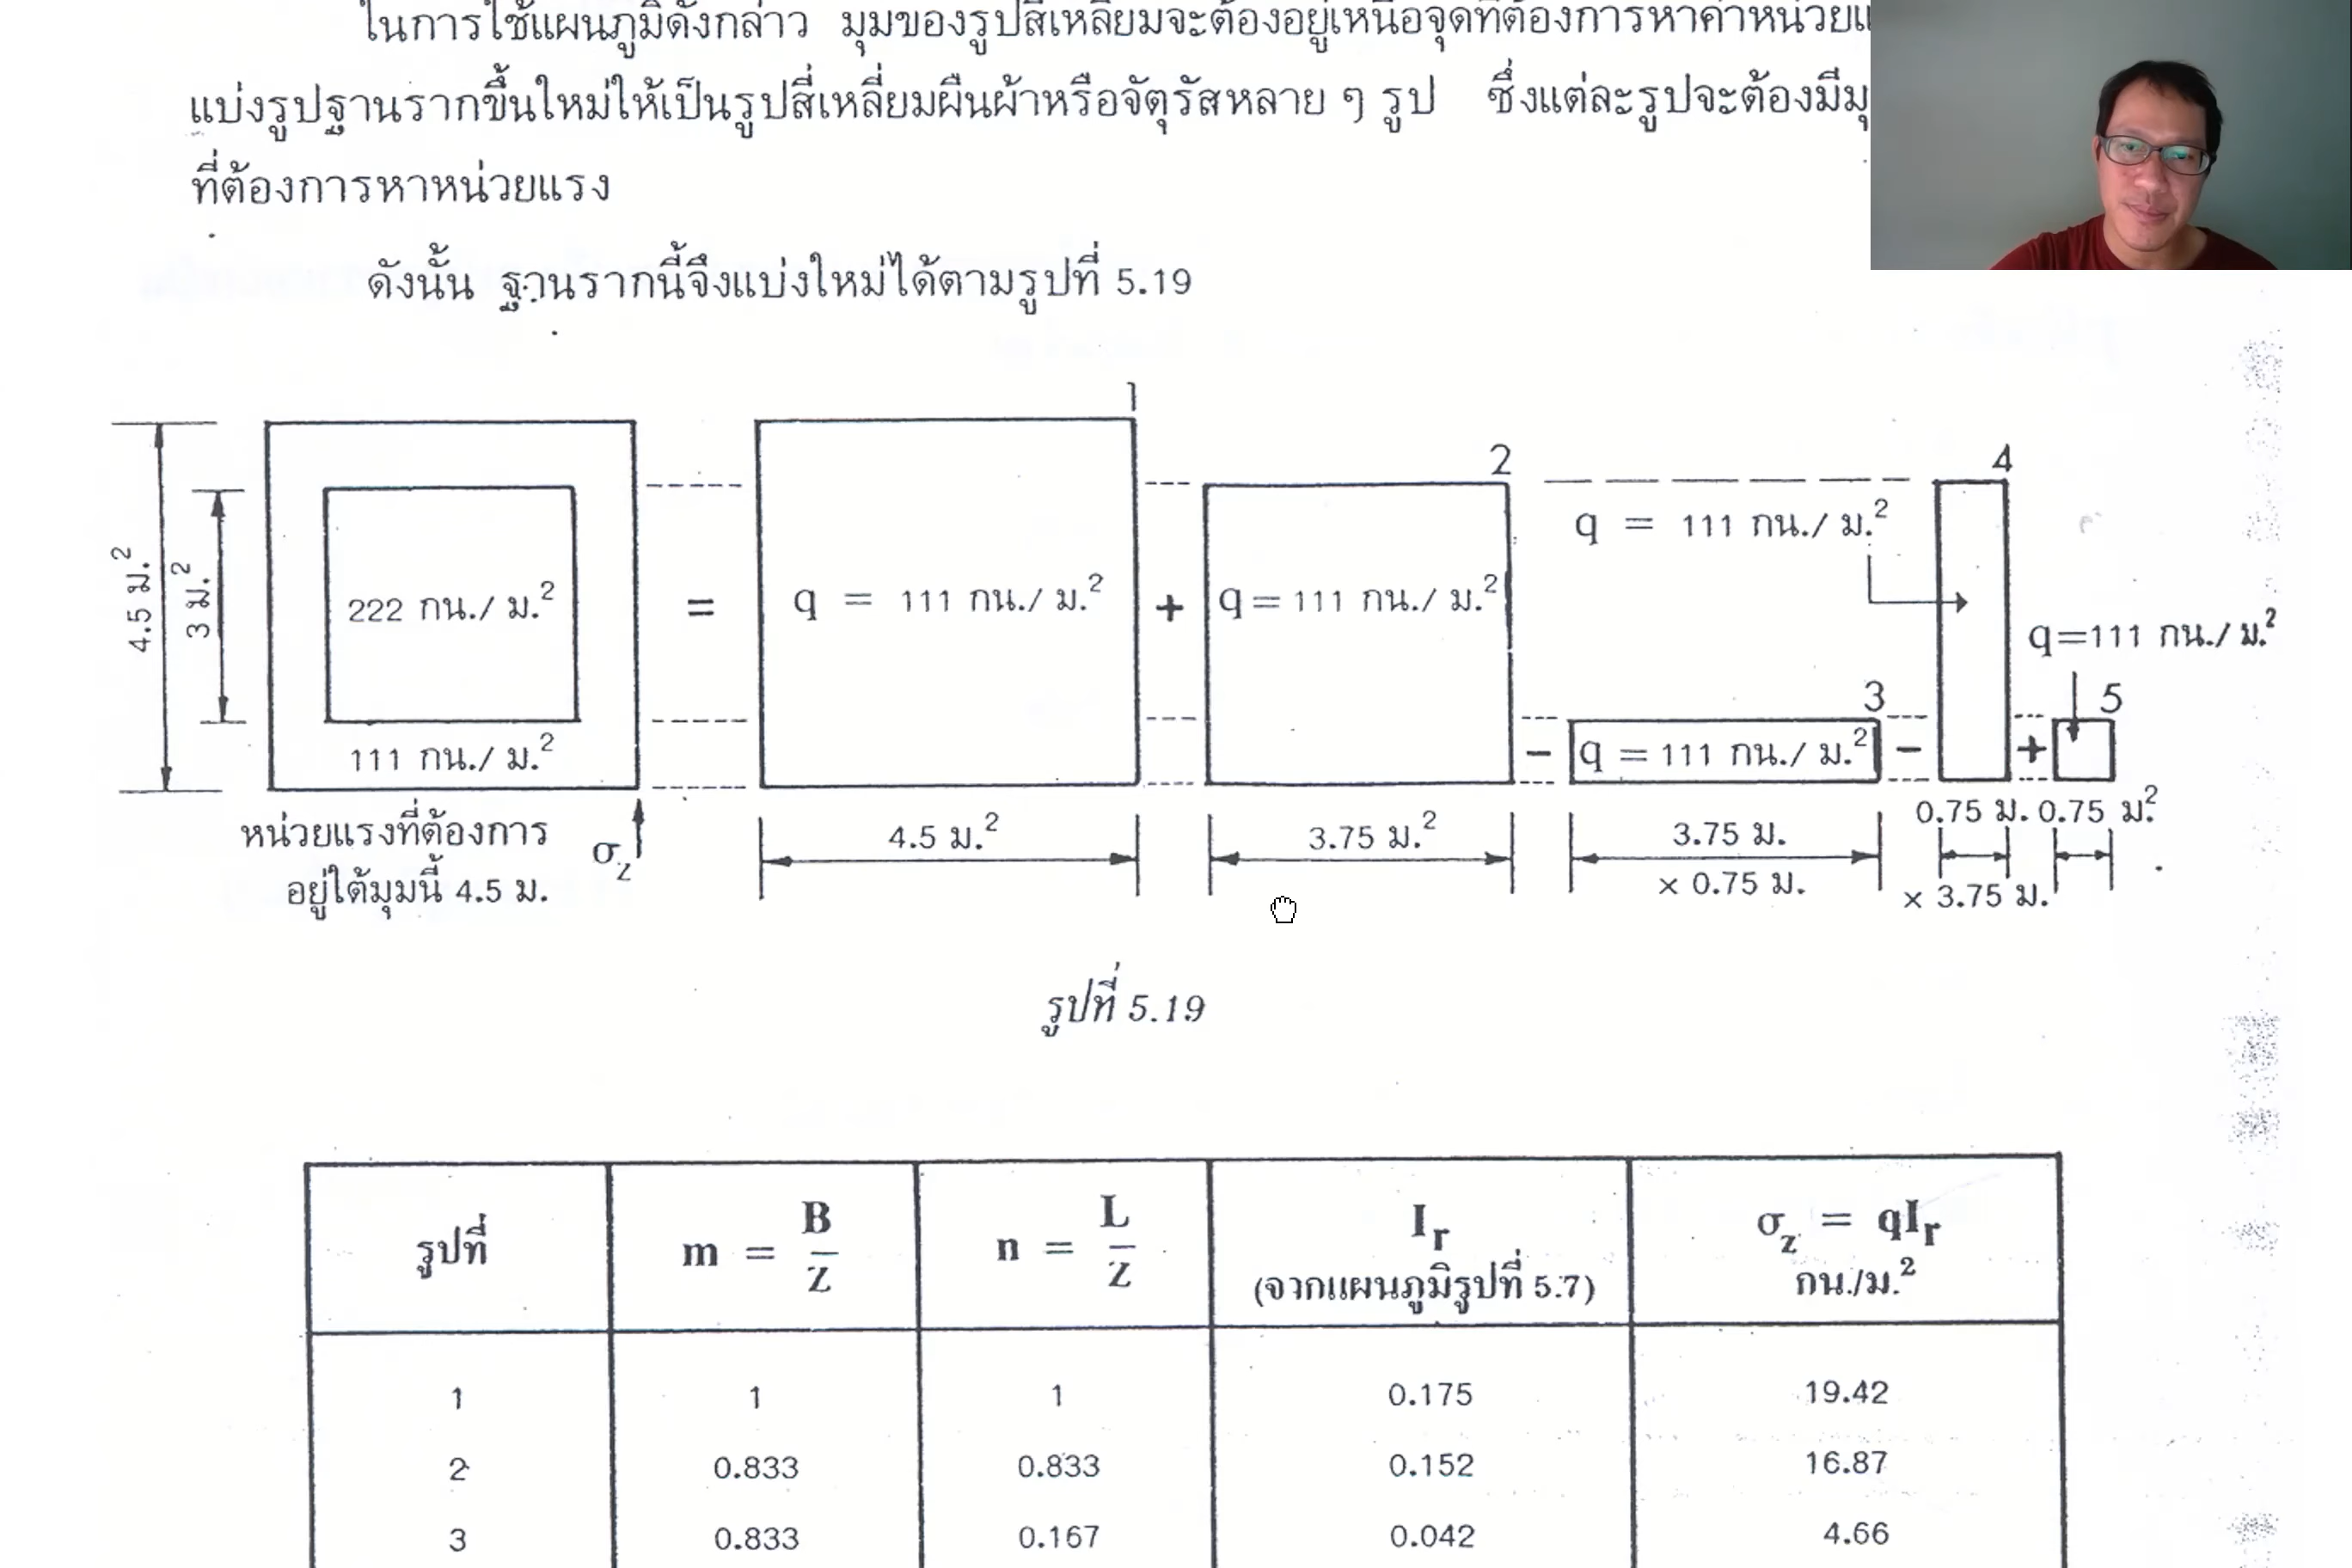 ในการใช้แผนภูมิดังกล่าว มุมของรูปสี่เหลี่ยมจะต้องอยู่เหนือจุดที่ต้องการหาค่าหน่วยแ
แบ่งรูปฐานรากขึ้นใหม่ให้เป็นรูปสี่เหลี่ยมผืนผ้าหรือจัตุรัสหลาย ๆ รูป ซึ่งแต่ละรูปจะต้องมีมุ
ที่ต้องการหาหน่วยแรง
ดังนั้น ฐานรากนี้จึงแบ่งใหม่ได้ตามรูปที่ 5.19
4.5 ม.²
3 ม.²
222 กน./ ม.²
111 กน./ ม.²
หน่วยแรงที่ต้องการ
อยู่ใต้มุมนี้ 4.5 ม.
σz
=
1
q = 111 กน./ ม.²
4.5 ม.²
+
2
q = 111 กน./ ม.²
3.75 ม.²
−
3
q = 111 กน./ ม.²
3.75 ม.
× 0.75 ม.
−
4
q = 111 กน./ ม.²
0.75 ม.
× 3.75 ม.
+
5
q=111 กน./ ม.²
0.75 ม.²
รูปที่ 5.19
รูปที่ m = B/Z n = L/Z Ir (จากแผนภูมิรูปที่ 5.7) σz = qIr กน./ม.²
1 1 1 0.175 19.42
2 0.833 0.833 0.152 16.87
3 0.833 0.167 0.042 4.66